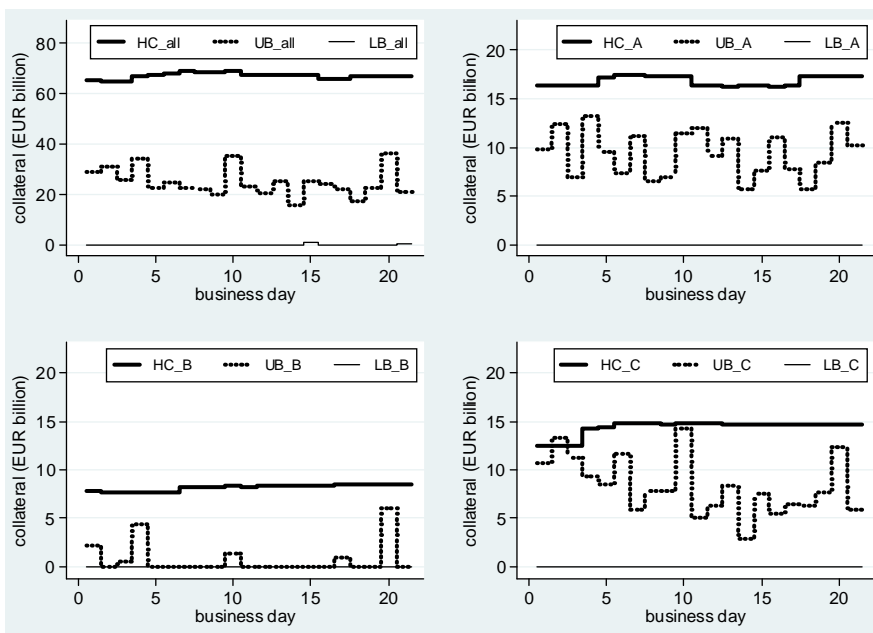 HC_all UB_all LB_all
collateral (EUR billion)
80
60
40
20
0
0 5 10 15 20
business day
HC_A UB_A LB_A
collateral (EUR billion)
20
15
10
5
0
0 5 10 15 20
business day
HC_B UB_B LB_B
collateral (EUR billion)
20
15
10
5
0
0 5 10 15 20
business day
HC_C UB_C LB_C
collateral (EUR billion)
20
15
10
5
0
0 5 10 15 20
business day